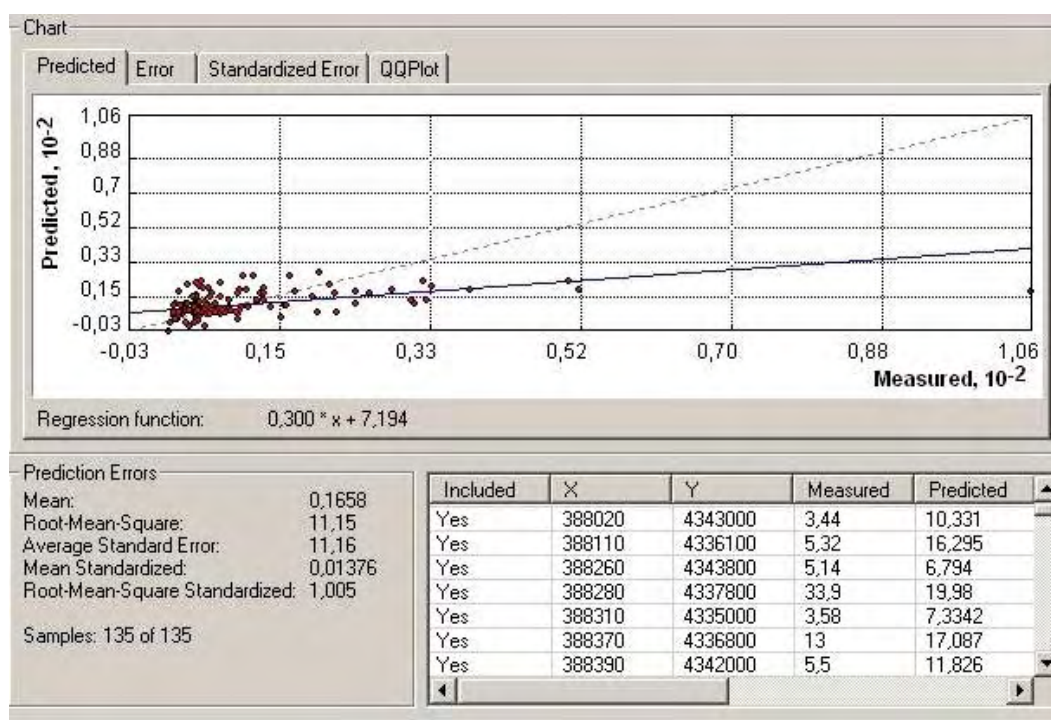 Chart
Predicted Error Standardized Error QQPlot
Predicted, 10-2
1,06
0,88
0,7
0,52
0,33
0,15
-0,03
-0,03 0,15 0,33 0,52 0,70 0,88 1,06
Measured, 10-2
Regression function: 0,300 * x + 7,194
Prediction Errors
Mean: 0,1658
Root-Mean-Square: 11,15
Average Standard Error: 11,16
Mean Standardized: 0,01376
Root-Mean-Square Standardized: 1,005
Samples: 135 of 135
Included X Y Measured Predicted
Yes 388020 4343000 3,44 10,331
Yes 388110 4336100 5,32 16,295
Yes 388260 4343800 5,14 6,794
Yes 388280 4337800 33,9 19,98
Yes 388310 4335000 3,58 7,3342
Yes 388370 4336800 13 17,087
Yes 388390 4342000 5,5 11,826